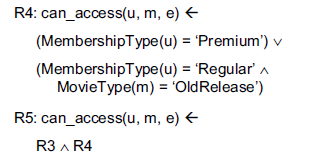 R4: can_access(u, m, e) ←
(MembershipType(u) = ‘Premium’) ∨
(MembershipType(u) = ‘Regular’ ∧
MovieType(m) = ‘OldRelease’)
R5: can_access(u, m, e) ←
R3 ∧ R4